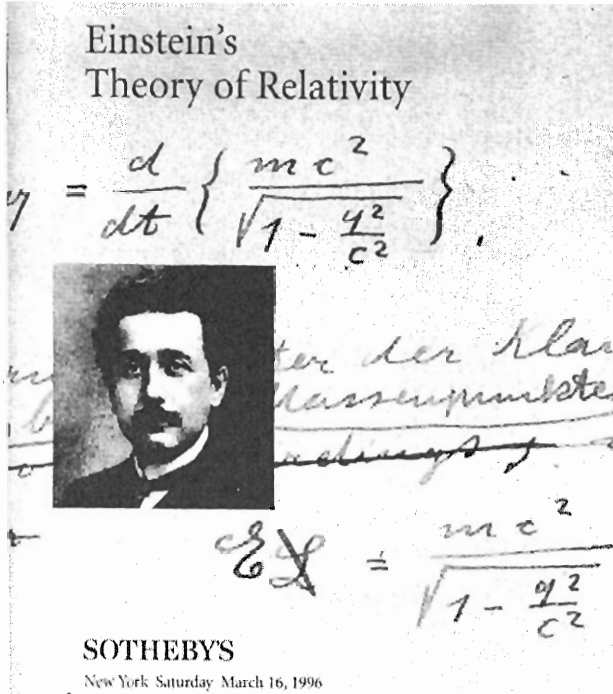 Einstein's
Theory of Relativity
= d/dt { mc² / √(1 - q²/c²) } .
der Kla
Massenpunkte
E = mc² / √(1 - q²/c²)
SOTHEBY'S
New York Saturday March 16, 1996